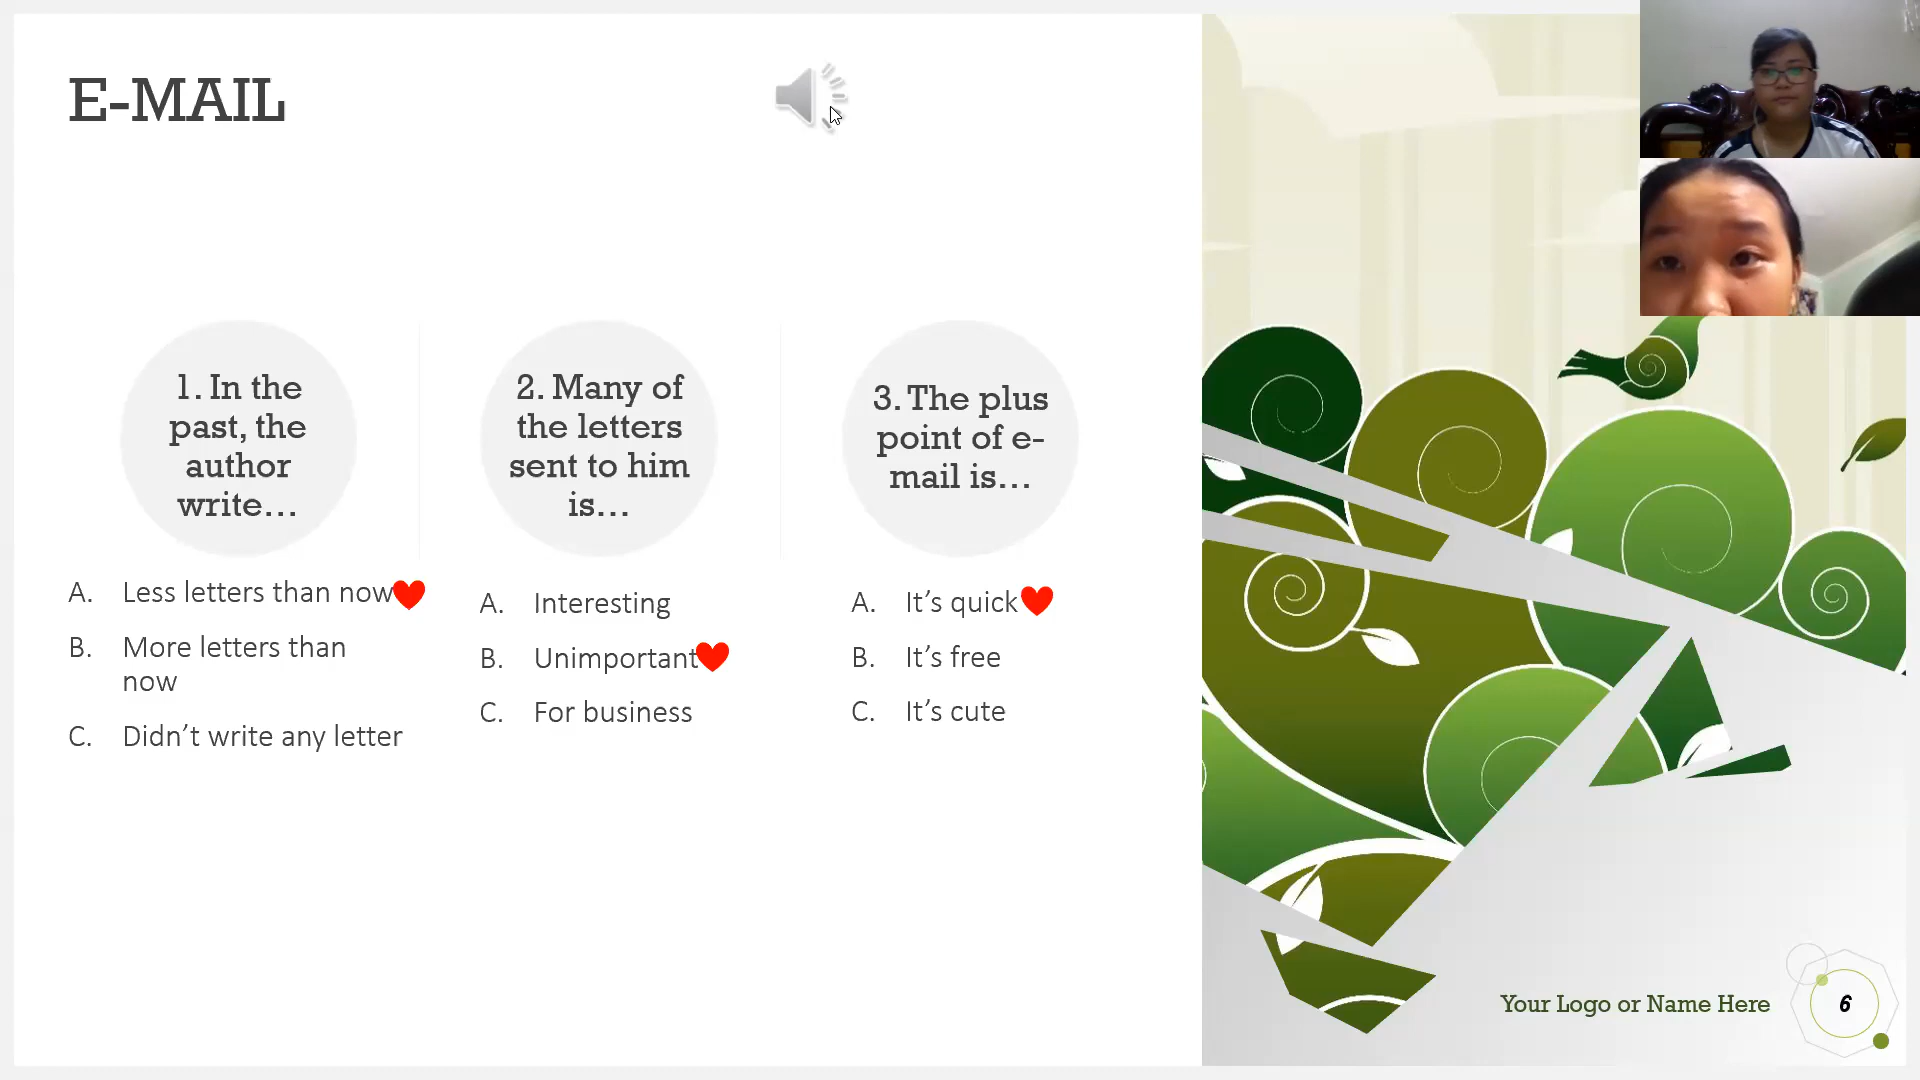 E-MAIL
1. In the
past, the
author
write...
2. Many of
the letters
sent to him
is...
3. The plus
point of e-
mail is...
A. Less letters than now
B. More letters than
now
C. Didn’t write any letter
A. Interesting
B. Unimportant
C. For business
A. It’s quick
B. It’s free
C. It’s cute
Your Logo or Name Here
6